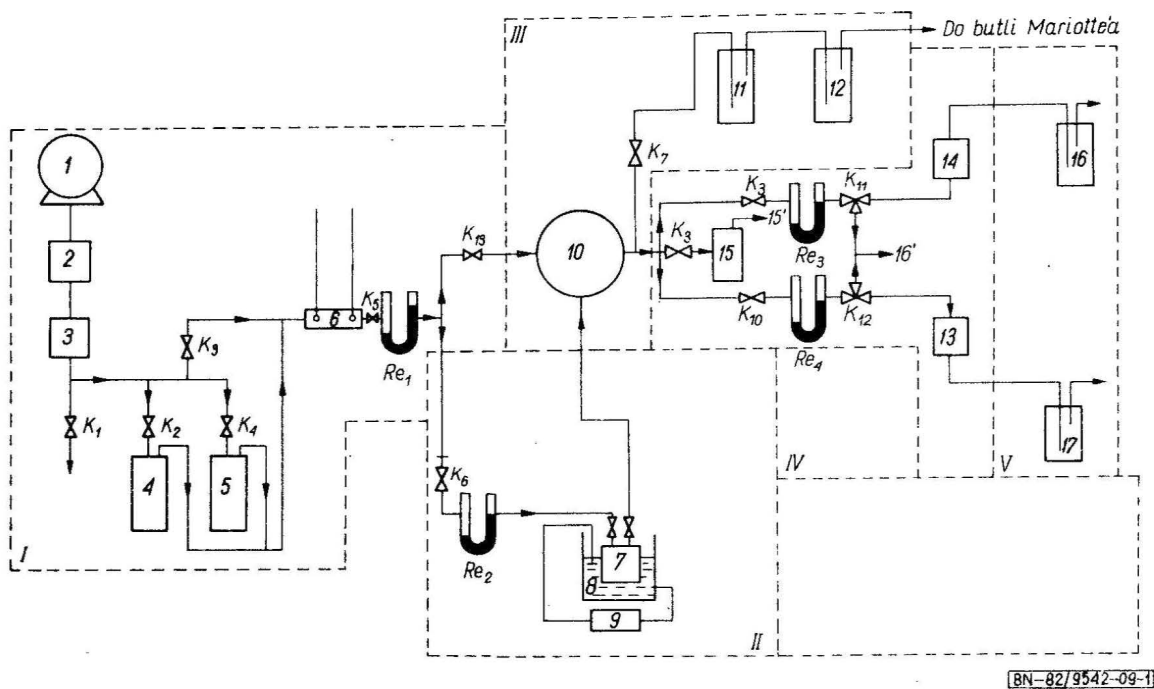 III
Do butli Mariotte'a
11
12
1
K7
14
16
2
K3
K11
K13
15'
K3
10
15
Re3
16'
3
K5
6
K9
K10
K12
13
Re1
Re4
K1
K2
K4
4
5
17
IV
V
K6
I
7
Re2
8
9
II
BN-82/9542-09-1